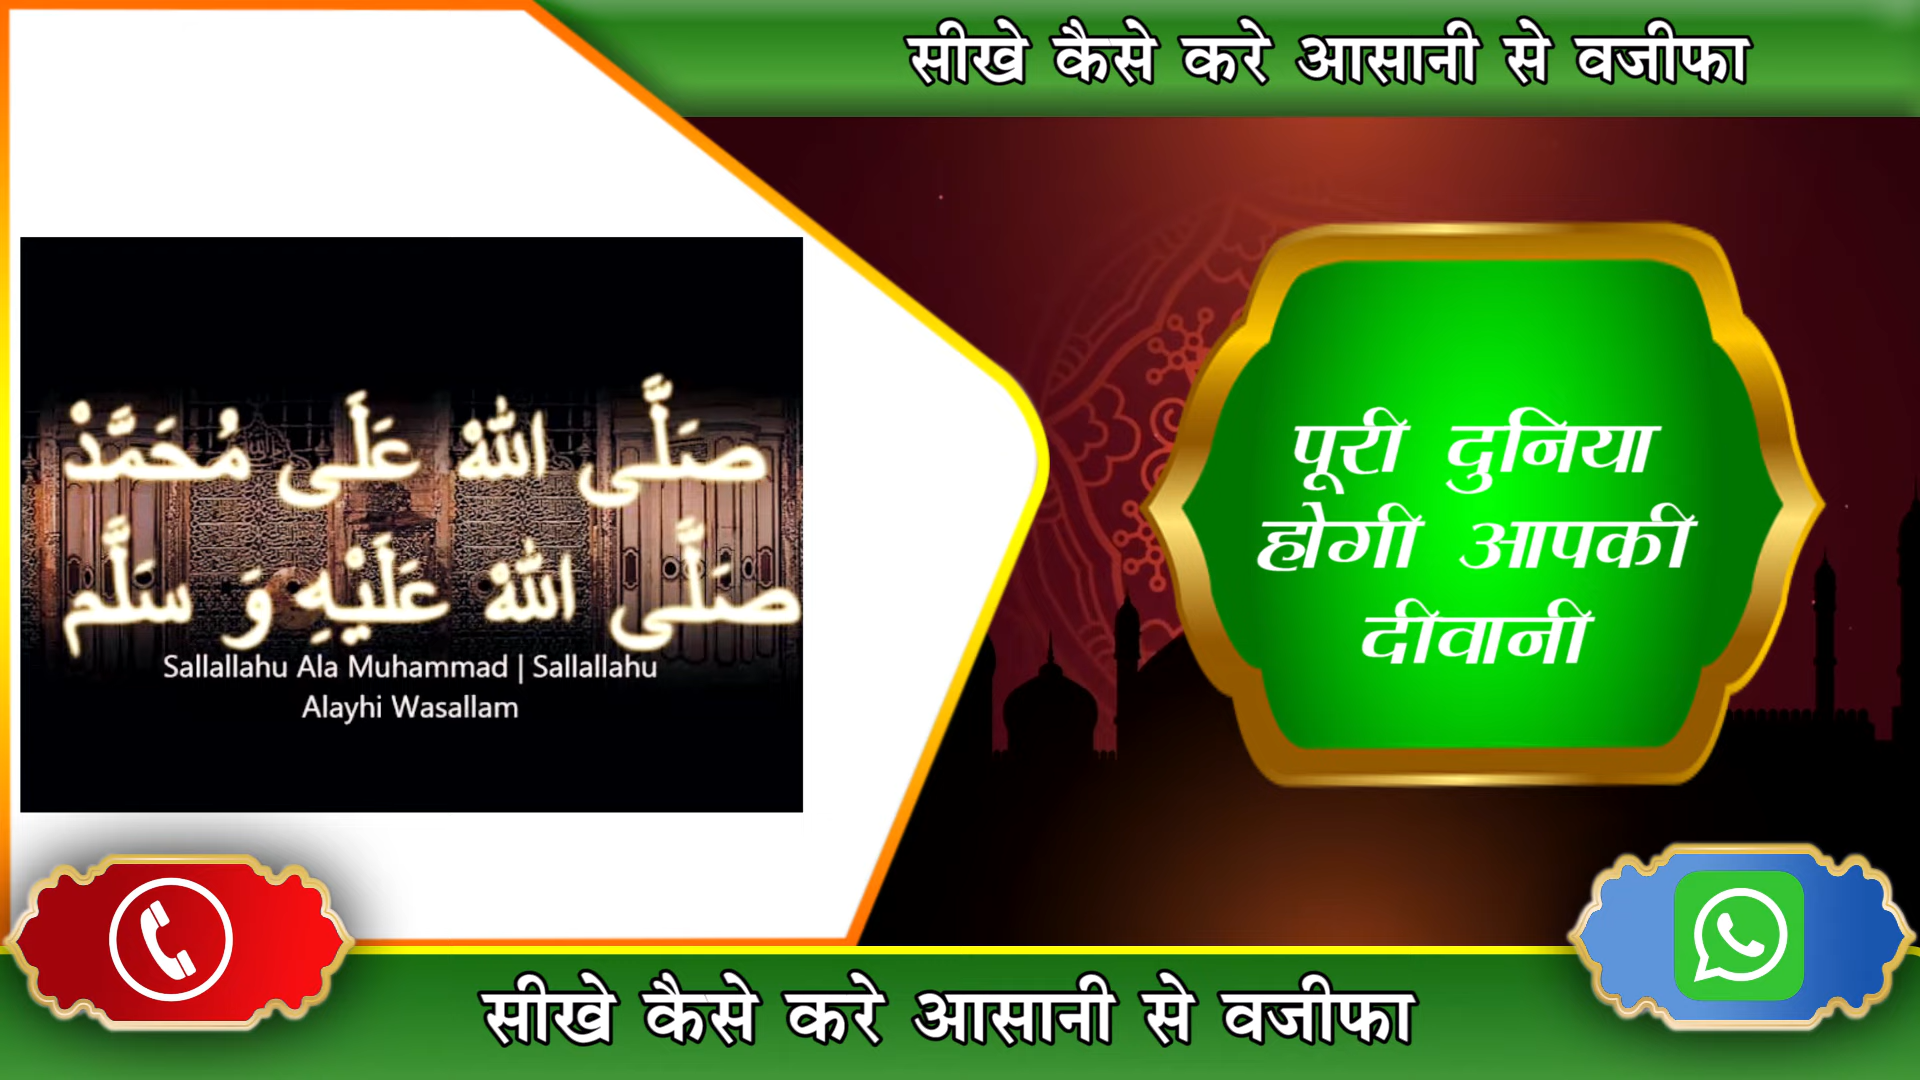 सीखे कैसे करे आसानी से वजीफा
صَلَّى اللهُ عَلَى مُحَمَّدْ
صَلَّى اللهُ عَلَيْهِ وَ سَلَّم
Sallallahu Ala Muhammad | Sallallahu
Alayhi Wasallam
पूरी दुनिया
होगी आपकी
दीवानी
सीखे कैसे करे आसानी से वजीफा